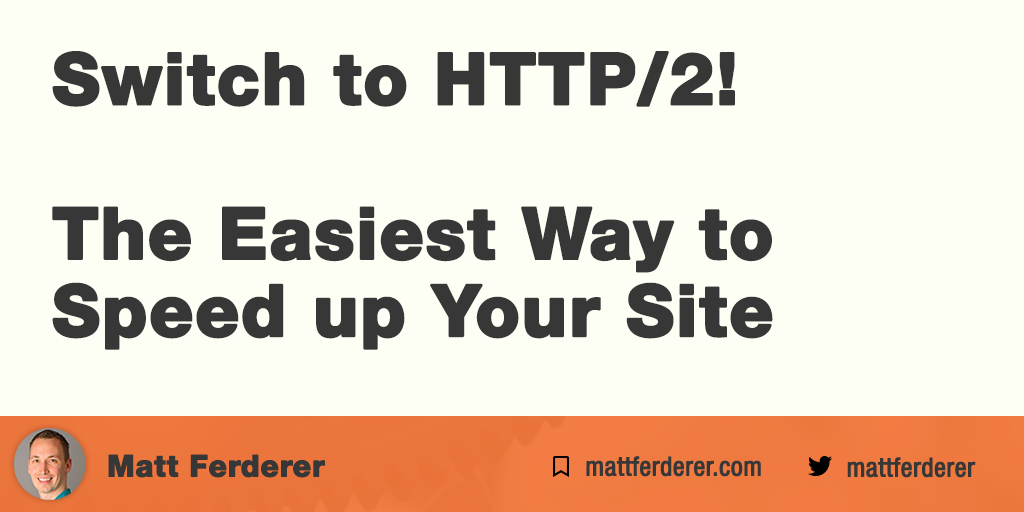 Switch to HTTP/2!
The Easiest Way to
Speed up Your Site
Matt Ferderer
mattferderer.com
mattferderer